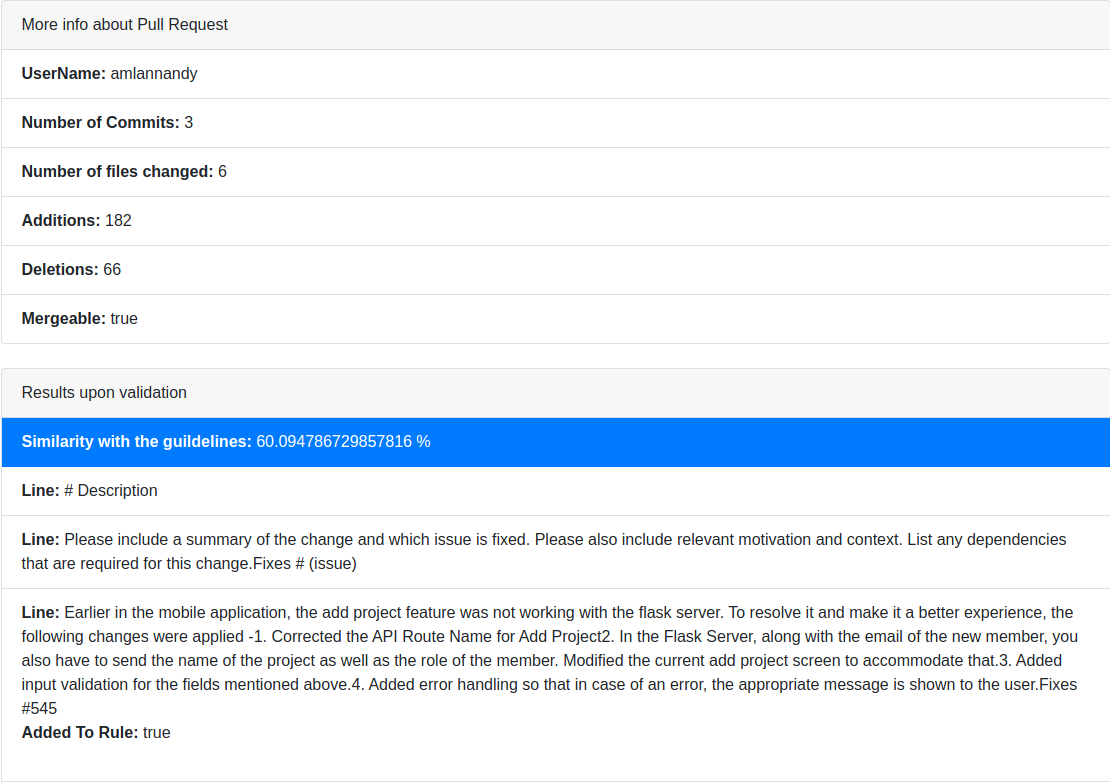 More info about Pull Request
UserName: amlannandy
Number of Commits: 3
Number of files changed: 6
Additions: 182
Deletions: 66
Mergeable: true
Results upon validation
Similarity with the guildelines: 60.094786729857816 %
Line: # Description
Line: Please include a summary of the change and which issue is fixed. Please also include relevant motivation and context. List any dependencies
that are required for this change.Fixes # (issue)
Line: Earlier in the mobile application, the add project feature was not working with the flask server. To resolve it and make it a better experience, the
following changes were applied -1. Corrected the API Route Name for Add Project2. In the Flask Server, along with the email of the new member, you
also have to send the name of the project as well as the role of the member. Modified the current add project screen to accommodate that.3. Added
input validation for the fields mentioned above.4. Added error handling so that in case of an error, the appropriate message is shown to the user.Fixes
#545
Added To Rule: true